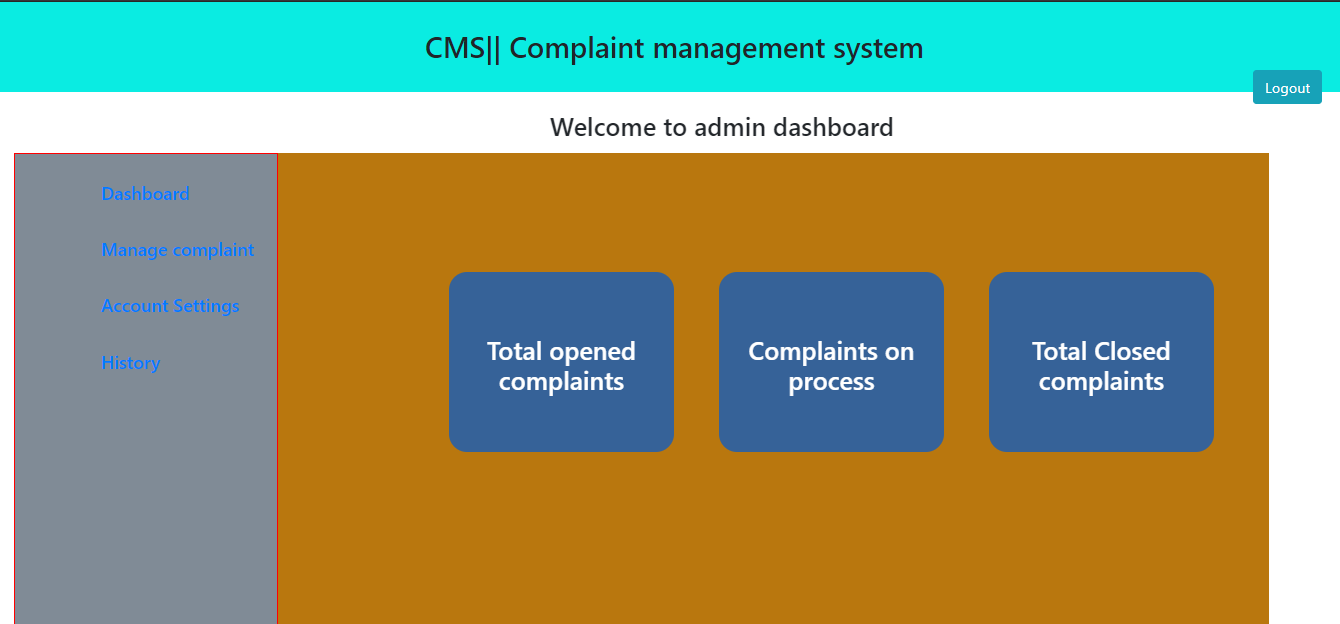 CMS|| Complaint management system
Logout
Welcome to admin dashboard
Dashboard
Manage complaint
Account Settings
History
Total opened
complaints
Complaints on
process
Total Closed
complaints